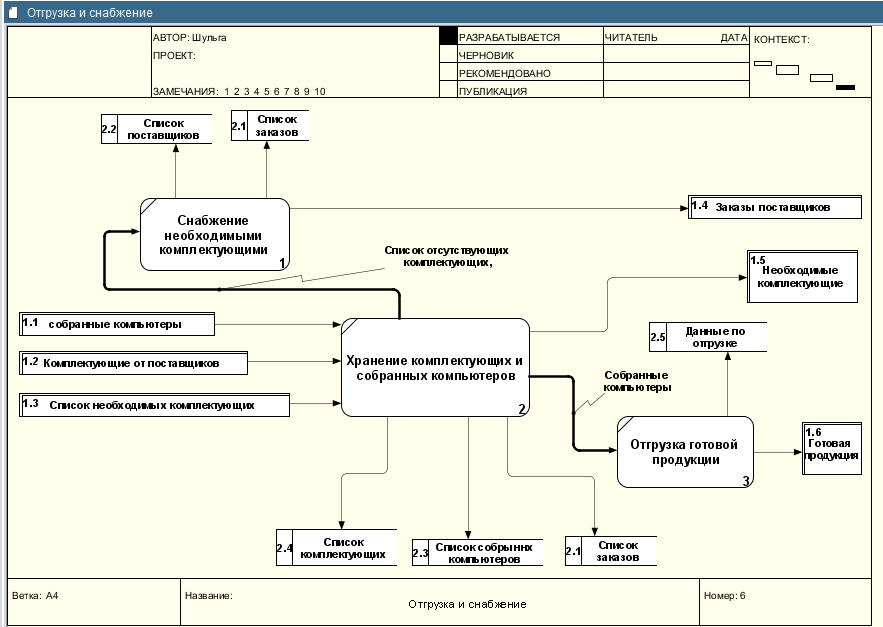 Отгрузка и снабжение
АВТОР: Шульга
ПРОЕКТ:
ЗАМЕЧАНИЯ: 1 2 3 4 5 6 7 8 9 10
РАЗРАБАТЫВАЕТСЯ
ЧЕРНОВИК
РЕКОМЕНДОВАНО
ПУБЛИКАЦИЯ
ЧИТАТЕЛЬ ДАТА
КОНТЕКСТ:
2.2 Список
поставщиков
2.1 Список
заказов
Снабжение
необходимыми
комплектующими
1
1.4 Заказы поставщиков
Список отсутствующих
комплектующих,
1.5
Необходимые
комплектующие
1.1 собранные компьютеры
1.2 Комплектующие от поставщиков
1.3 Список необходимых комплектующих
Хранение комплектующих и
собранных компьютеров
2
2.5 Данные по
отгрузке
Собранные
компьютеры
Отгрузка готовой
продукции
3
1.6
Готовая
продукция
2.4 Список
комплектующих
2.3 Список собрыннх
компьютеров
2.1 Список
заказов
Ветка: A4
Название:
Отгрузка и снабжение
Номер: 6